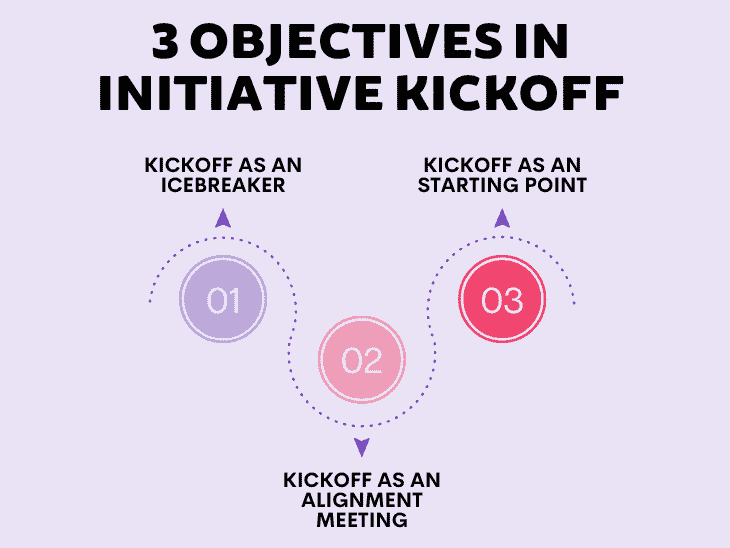 3 OBJECTIVES IN
INITIATIVE KICKOFF
KICKOFF AS AN
ICEBREAKER
01
KICKOFF AS AN
ALIGNMENT
MEETING
02
KICKOFF AS AN
STARTING POINT
03